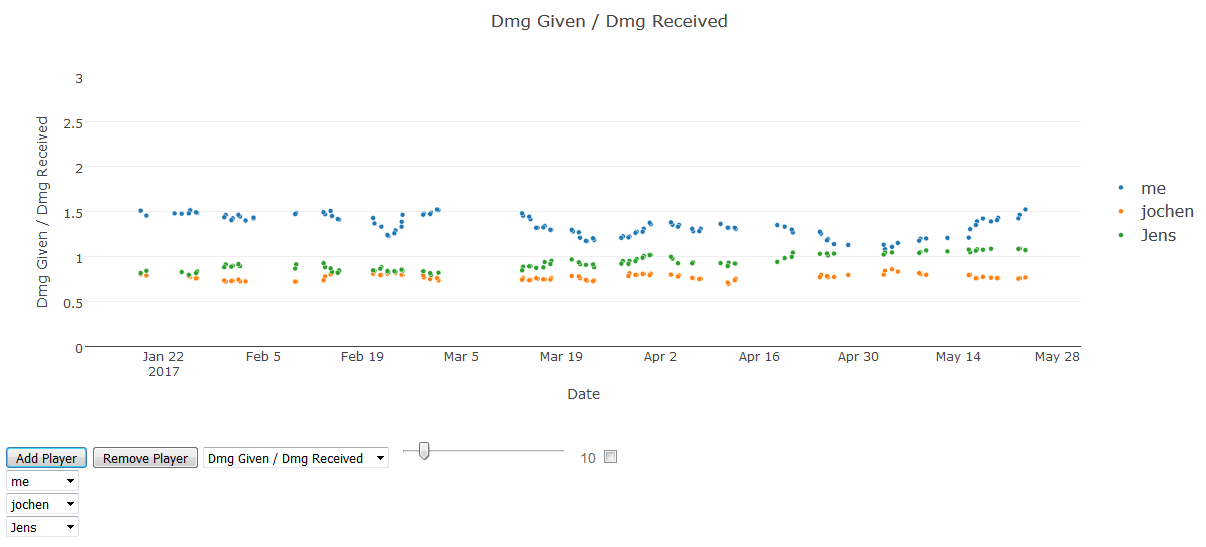 Dmg Given / Dmg Received
3
2.5
2
1.5
1
0.5
0
Dmg Given / Dmg Received
me
jochen
Jens
Jan 22 Feb 5 Feb 19 Mar 5 Mar 19 Apr 2 Apr 16 Apr 30 May 14 May 28
2017
Date
Add Player Remove Player Dmg Given / Dmg Received 10
me
jochen
Jens